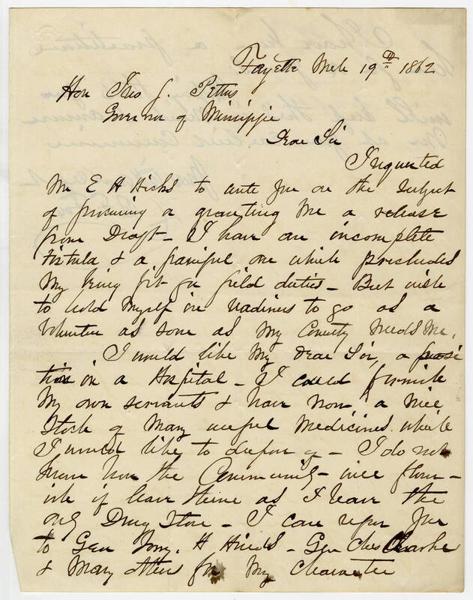 Fayette Mch 19th 1862
Hon Jno J. Pettus
Governor of Mississippi
Dear Sir
I requested
Mr E H Hicks to write you on the subject
of procuring or granting me a release
from Draft - I have an incomplete
fistula & a painful one which precludes
my being fit for field duties - But wish
to hold myself in readiness to go as a
volunteer as soon as my County needs me.
I would like my dear Sir, a posi
tion in a Hospital - I could furnish
my own servants & have now a nice
Stock of many useful medicines which
I would like to dispose of - I do not
know how the Community will
if leave them as I have the
only Drug Store - I can refer you
to Gen H Hinds - Gen Chas Clarke
& many others for my character